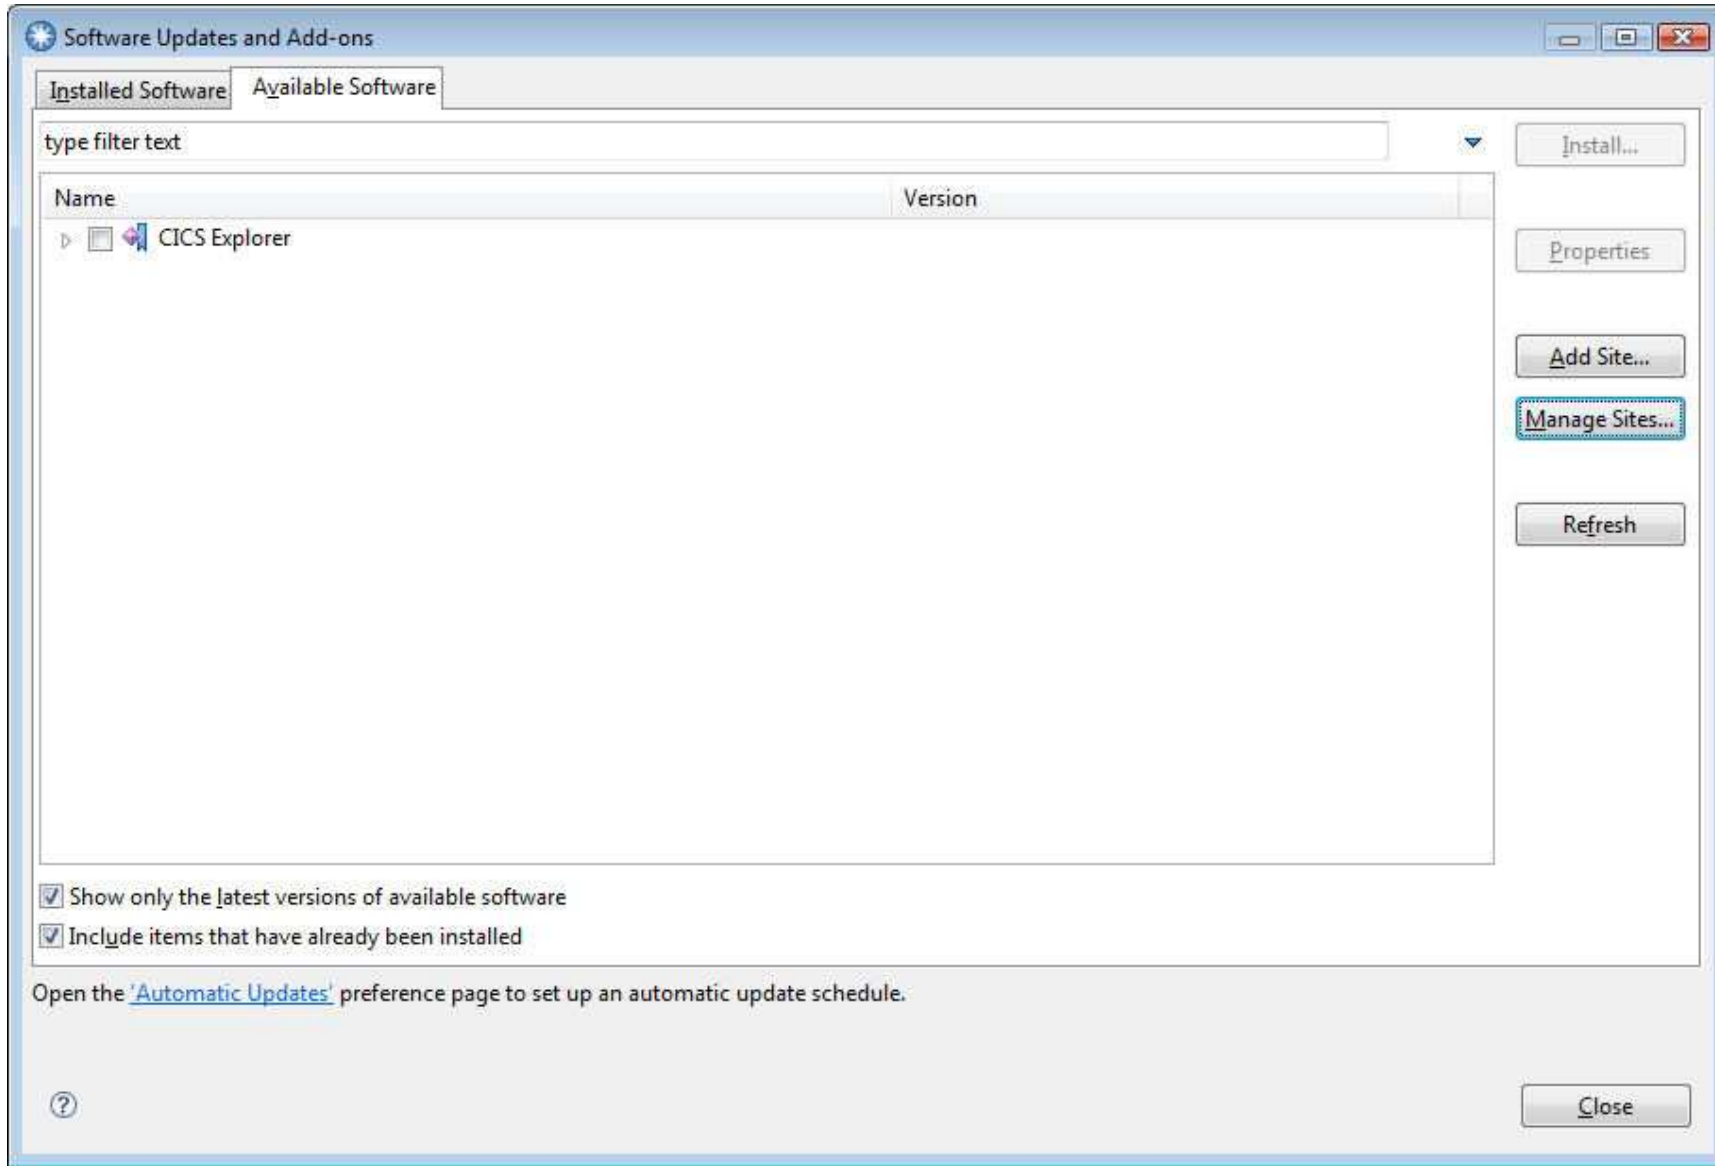 Software Updates and Add-ons
Installed Software
Available Software
type filter text
Install...
Name
Version
CICS Explorer
Properties
Add Site...
Manage Sites...
Refresh
Show only the latest versions of available software
Include items that have already been installed
Open the 'Automatic Updates' preference page to set up an automatic update schedule.
?
Close